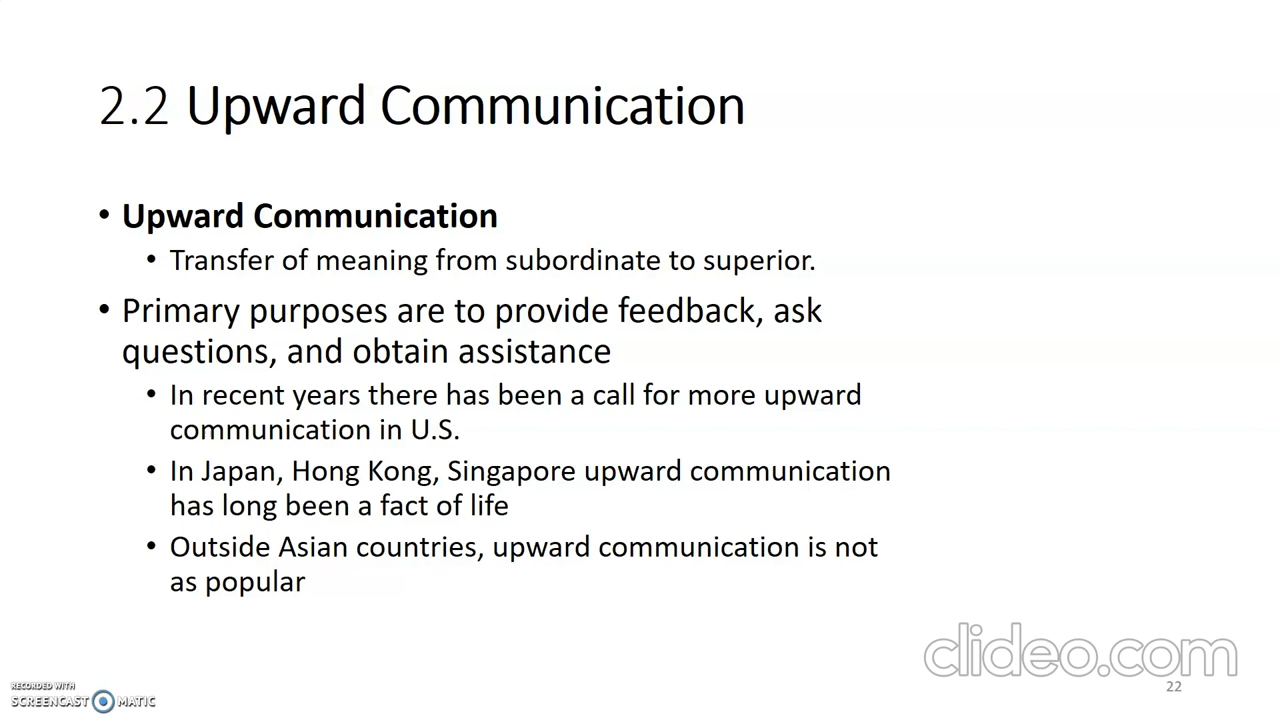 2.2 Upward Communication
• Upward Communication
• Transfer of meaning from subordinate to superior.
• Primary purposes are to provide feedback, ask
questions, and obtain assistance
• In recent years there has been a call for more upward
communication in U.S.
• In Japan, Hong Kong, Singapore upward communication
has long been a fact of life
• Outside Asian countries, upward communication is not
as popular
clideo.com
22
RECORDED WITH
SCREENCAST MATIC